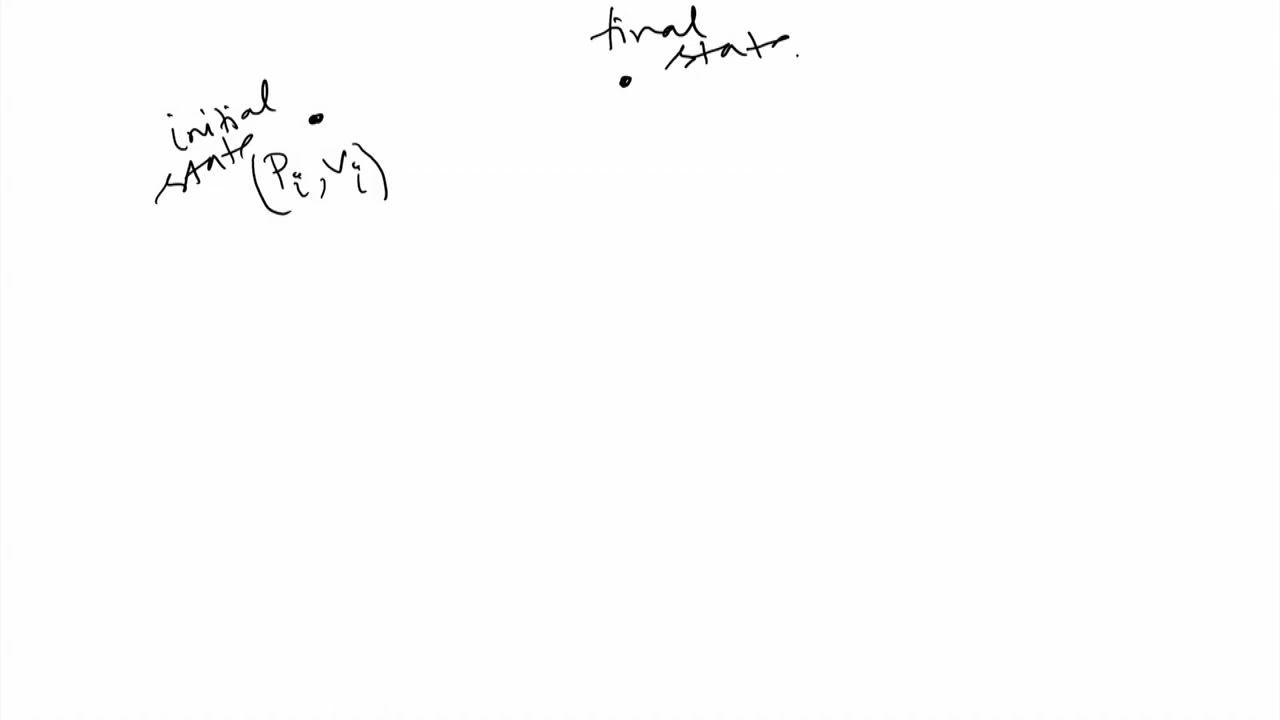 final
state.
initial
state
(Pi, Vi)